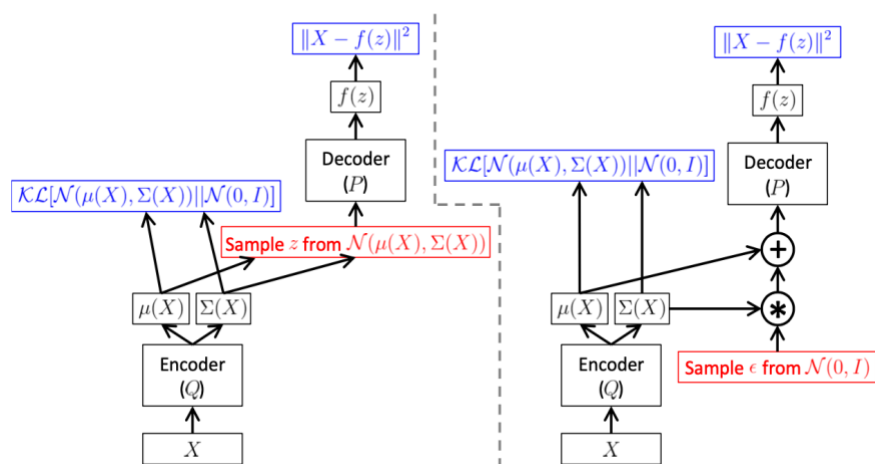 ‖X − f(z)‖²
f(z)
Decoder
(P)
𝒦ℒ[𝒩(μ(X), Σ(X))||𝒩(0, I)]
Sample z from 𝒩(μ(X), Σ(X))
μ(X) Σ(X)
Encoder
(Q)
X
‖X − f(z)‖²
f(z)
Decoder
(P)
𝒦ℒ[𝒩(μ(X), Σ(X))||𝒩(0, I)]
+
μ(X) Σ(X) *
Encoder
(Q)
Sample ϵ from 𝒩(0, I)
X